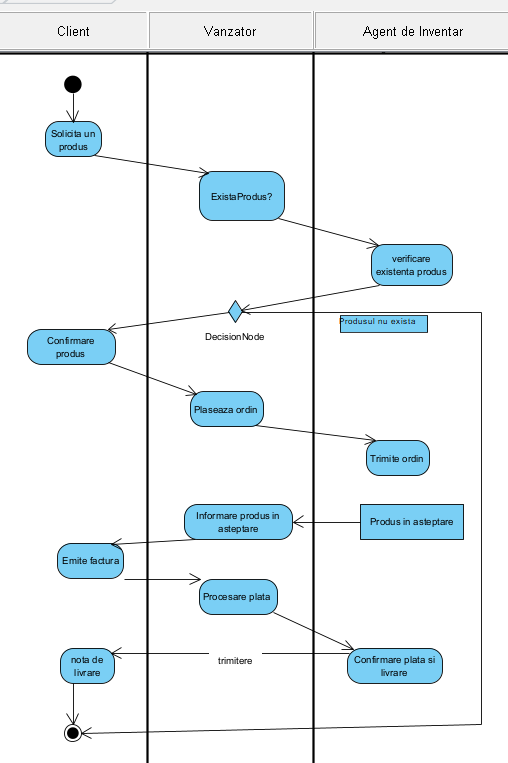 Client
Vanzator
Agent de Inventar
Solicita un
produs
ExistaProdus?
verificare
existenta produs
DecisionNode
Produsul nu exista
Confirmare
produs
Plaseaza ordin
Trimite ordin
Informare produs in
asteptare
Produs in asteptare
Emite factura
Procesare plata
nota de
livrare
trimitere
Confirmare plata si
livrare